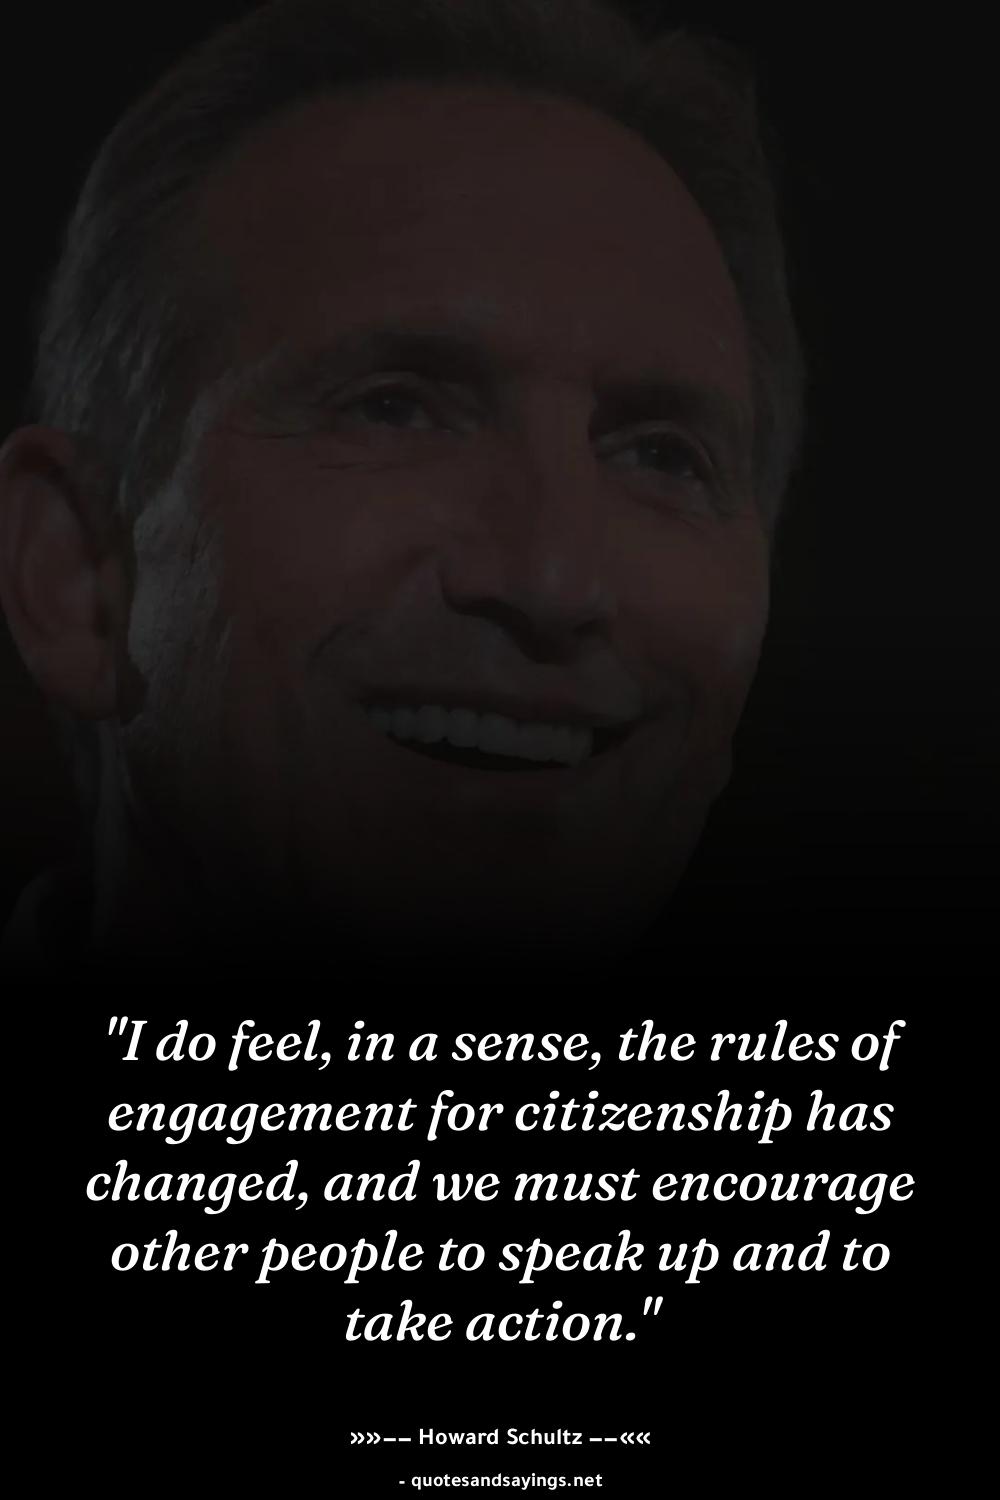 "I do feel, in a sense, the rules of
engagement for citizenship has
changed, and we must encourage
other people to speak up and to
take action."
»»−− Howard Schultz −−««
- quotesandsayings.net